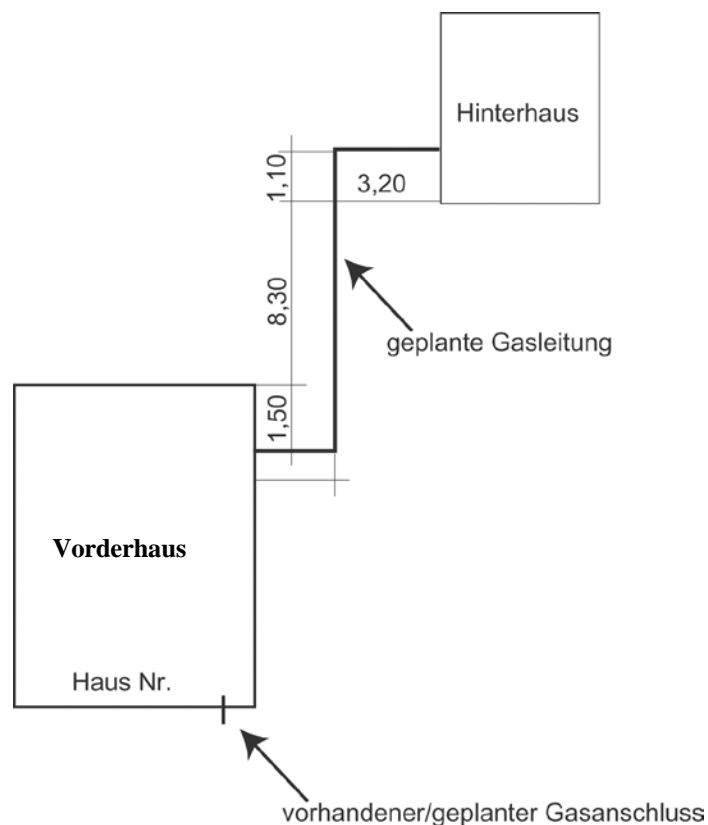 Hinterhaus
1,10
3,20
8,30
geplante Gasleitung
1,50
Vorderhaus
Haus Nr.
vorhandener/geplanter Gasanschluss